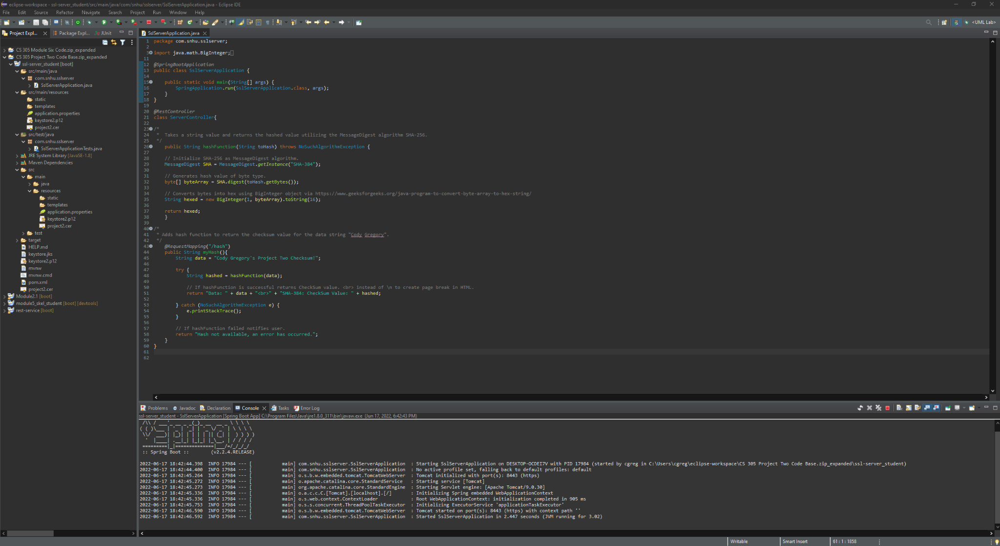 eclipse-workspace - ssl-server_student/src/main/java/com/snhu/sslserver/SslServerApplication.java - Eclipse IDE
File Edit Source Refactor Navigate Search Project Run Window Help
<UML Lab>
Project Expl... Package Expl... JUnit
CS 305 Module Six Code.zip_expanded
CS 305 Project Two Code Base.zip_expanded
ssl-server_student [boot]
src/main/java
com.snhu.sslserver
SslServerApplication.java
src/main/resources
static
templates
application.properties
keystore2.p12
project2.cer
src/test/java
com.snhu.sslserver
SslServerApplicationTests.java
JRE System Library [JavaSE-1.8]
Maven Dependencies
src
main
java
resources
static
templates
application.properties
keystore2.p12
project2.cer
test
target
HELP.md
keystore.jks
keystore2.p12
mvnw
mvnw.cmd
pom.xml
project2.cer
Module2.1 [boot]
module5_skel_student [boot] [devtools]
rest-service [boot]
SslServerApplication.java
1 package com.snhu.sslserver;
2
3 import java.math.BigInteger;
11
12 @SpringBootApplication
13 public class SslServerApplication {
14
15 public static void main(String[] args) {
16 SpringApplication.run(SslServerApplication.class, args);
17 }
18 }
19
20 @RestController
21 class ServerController{
22
23 /*
24 * Takes a string value and returns the hashed value utilizing the MessageDigest algorithm SHA-256.
25 */
26 public String hashFunction(String toHash) throws NoSuchAlgorithmException {
27
28 // Initialize SHA-256 as MessageDigest algorithm.
29 MessageDigest SHA = MessageDigest.getInstance("SHA-384");
30
31 // Generates hash value of byte type.
32 byte[] byteArray = SHA.digest(toHash.getBytes());
33
34 // Converts bytes into hex using BigInteger object via https://www.geeksforgeeks.org/java-program-to-convert-byte-array-to-hex-string/
35 String hexed = new BigInteger(1, byteArray).toString(16);
36
37 return hexed;
38 }
39
40 /*
41 * Adds hash function to return the checksum value for the data string "Cody Gregory".
42 */
43 @RequestMapping("/hash")
44 public String myHash(){
45 String data = "Cody Gregory's Project Two Checksum!";
46
47 try {
48 String hashed = hashFunction(data);
49
50 // If hashFunction is successful returns CheckSum value. <br> instead of \n to create page break in HTML.
51 return "Data: " + data + "<br>" + "SHA-384: CheckSum Value: " + hashed;
52
53 } catch (NoSuchAlgorithmException e) {
54 e.printStackTrace();
55 }
56
57 // If hashFunction failed notifies user.
58 return "Hash not available, an error has occurred.";
59 }
60 }
61
62
Problems Javadoc Declaration Console Tasks Error Log
ssl-server_student - SslServerApplication [Spring Boot App] C:\Program Files\Java\jre1.8.0_311\bin\javaw.exe (Jun 17, 2022, 6:42:43 PM)
:: Spring Boot :: (v2.2.4.RELEASE)
2022-06-17 18:42:44.398 INFO 17984 --- [ main] com.snhu.sslserver.SslServerApplication : Starting SslServerApplication on DESKTOP-OCDEI7V with PID 17984 (started by cgreg in C:\Users\cgreg\eclipse-workspace\CS 305 Project Two Code Base.zip_expanded\ssl-server_student)
2022-06-17 18:42:44.400 INFO 17984 --- [ main] com.snhu.sslserver.SslServerApplication : No active profile set, falling back to default profiles: default
2022-06-17 18:42:45.264 INFO 17984 --- [ main] o.s.b.w.embedded.tomcat.TomcatWebServer : Tomcat initialized with port(s): 8443 (https)
2022-06-17 18:42:45.272 INFO 17984 --- [ main] o.apache.catalina.core.StandardService : Starting service [Tomcat]
2022-06-17 18:42:45.273 INFO 17984 --- [ main] org.apache.catalina.core.StandardEngine : Starting Servlet engine: [Apache Tomcat/9.0.30]
2022-06-17 18:42:45.336 INFO 17984 --- [ main] o.a.c.c.C.[Tomcat].[localhost].[/] : Initializing Spring embedded WebApplicationContext
2022-06-17 18:42:45.336 INFO 17984 --- [ main] o.s.web.context.ContextLoader : Root WebApplicationContext: initialization completed in 905 ms
2022-06-17 18:42:45.753 INFO 17984 --- [ main] o.s.s.concurrent.ThreadPoolTaskExecutor : Initializing ExecutorService 'applicationTaskExecutor'
2022-06-17 18:42:46.590 INFO 17984 --- [ main] o.s.b.w.embedded.tomcat.TomcatWebServer : Tomcat started on port(s): 8443 (https) with context path ''
2022-06-17 18:42:46.592 INFO 17984 --- [ main] com.snhu.sslserver.SslServerApplication : Started SslServerApplication in 2.447 seconds (JVM running for 3.02)
Writable Smart Insert 61 : 1 : 1858